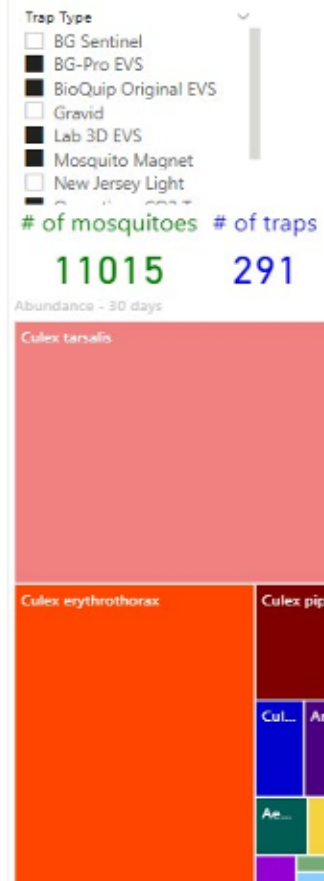 Trap Type
BG Sentinel
BG-Pro EVS
BioQuip Original EVS
Gravid
Lab 3D EVS
Mosquito Magnet
New Jersey Light
# of mosquitoes # of traps
11015 291
Abundance - 30 days
Culex tarsalis
Culex erythrothorax
Culex pip
Cul...
Ae...